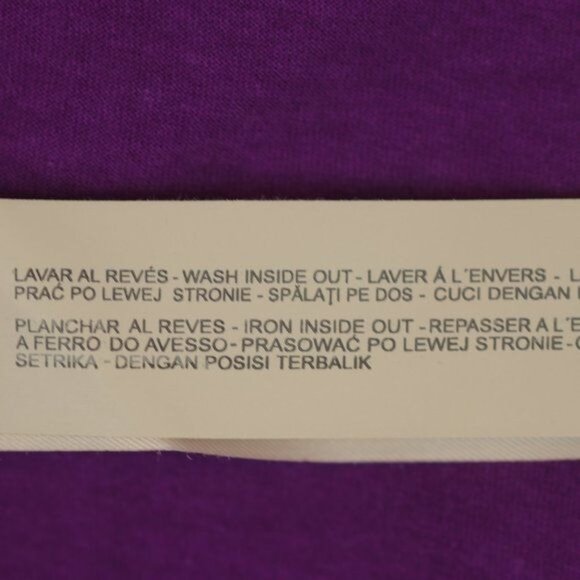 LAVAR AL REVÉS - WASH INSIDE OUT - LAVER Á L´ENVERS -
PRAĆ PO LEWEJ STRONIE - SPĂLAŢI PE DOS - CUCI DENGAN
PLANCHAR AL REVES - IRON INSIDE OUT - REPASSER A L´E
A FERRO DO AVESSO - PRASOWAĆ PO LEWEJ STRONIE -
SETRIKA - DENGAN POSISI TERBALIK